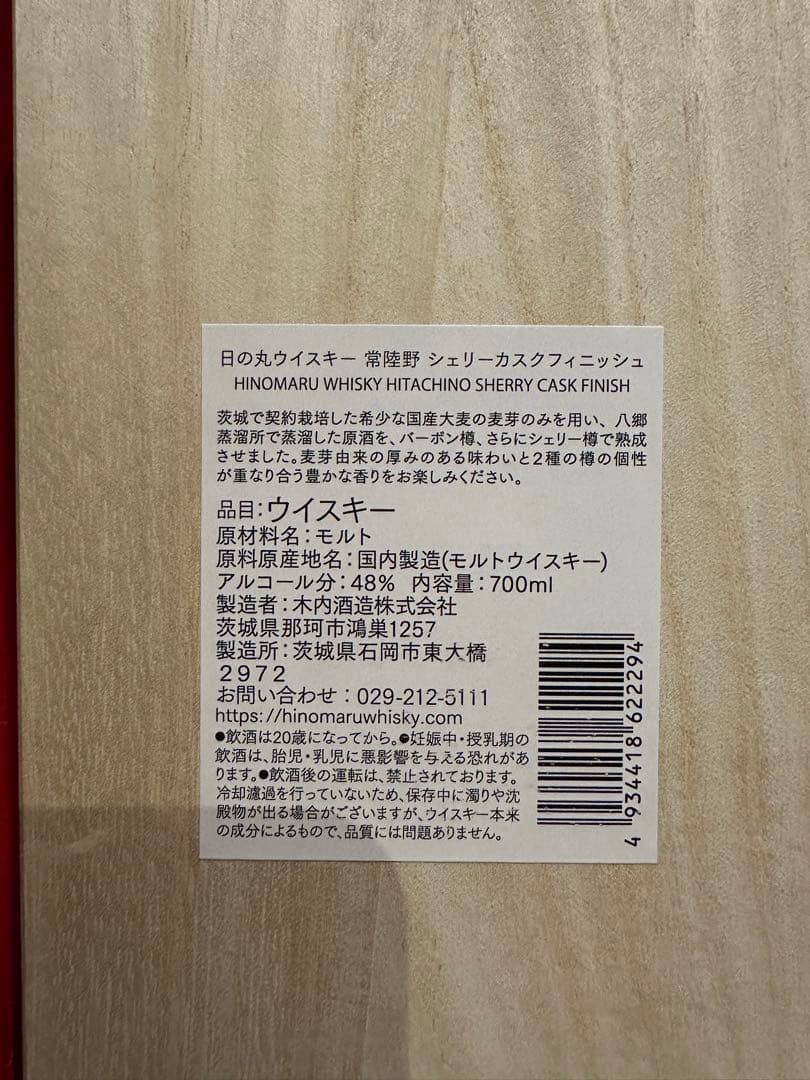 日の丸ウイスキー 常陸野 シェリーカスクフィニッシュ
HINOMARU WHISKY HITACHINO SHERRY CASK FINISH
茨城で契約栽培した希少な国産大麦の麦芽のみを用い、八郷
蒸溜所で蒸溜した原酒を、バーボン樽、さらにシェリー樽で熟成
させました。麦芽由来の厚みのある味わいと2種の樽の個性
が重なり合う豊かな香りをお楽しみください。
品目：ウイスキー
原材料名：モルト
原料原産地名：国内製造(モルトウイスキー)
アルコール分：48% 内容量：700ml
製造者：木内酒造株式会社
茨城県那珂市鴻巣1257
製造所：茨城県石岡市東大橋
２９７２
お問い合わせ：029-212-5111
https://hinomaruwhisky.com
●飲酒は20歳になってから。●妊娠中・授乳期の
飲酒は、胎児・乳児に悪影響を与える恐れがあ
ります。●飲酒後の運転は、禁止されております。
冷却濾過を行っていないため、保存中に濁りや沈
殿物が出る場合がございますが、ウイスキー本来
の成分によるもので、品質には問題ありません。
4 934418 622294